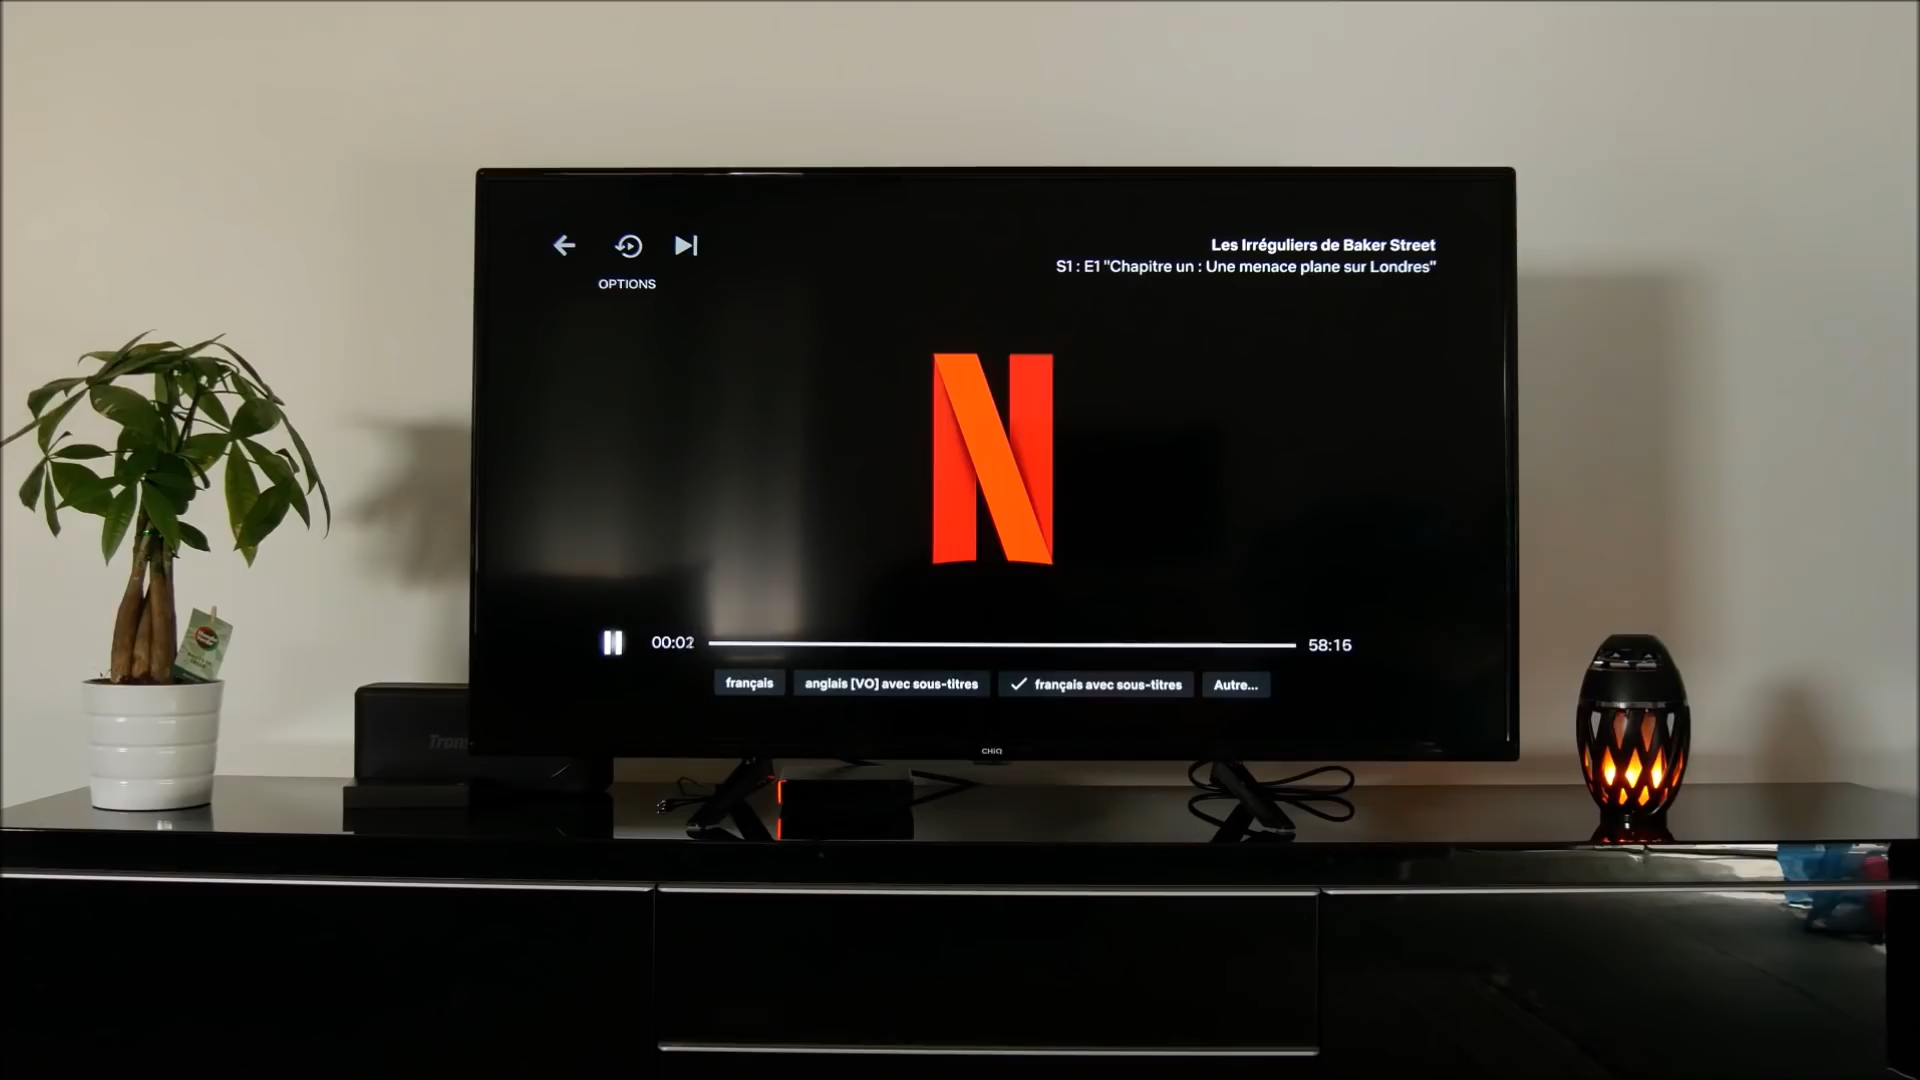 Les Irréguliers de Baker Street
S1 : E1 "Chapitre un : Une menace plane sur Londres"
OPTIONS
N
00:02
58:16
français
anglais [VO] avec sous-titres
français avec sous-titres
Autre...
CHiQ